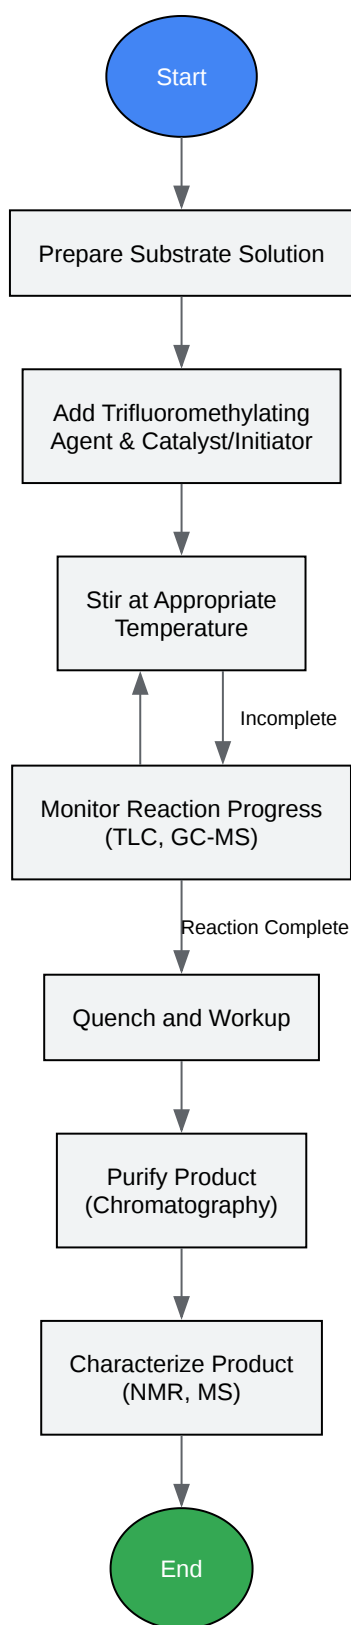 Start
Prepare Substrate Solution
Add Trifluoromethylating
Agent & Catalyst/Initiator
Stir at Appropriate
Temperature
Incomplete
Monitor Reaction Progress
(TLC, GC-MS)
Reaction Complete
Quench and Workup
Purify Product
(Chromatography)
Characterize Product
(NMR, MS)
End